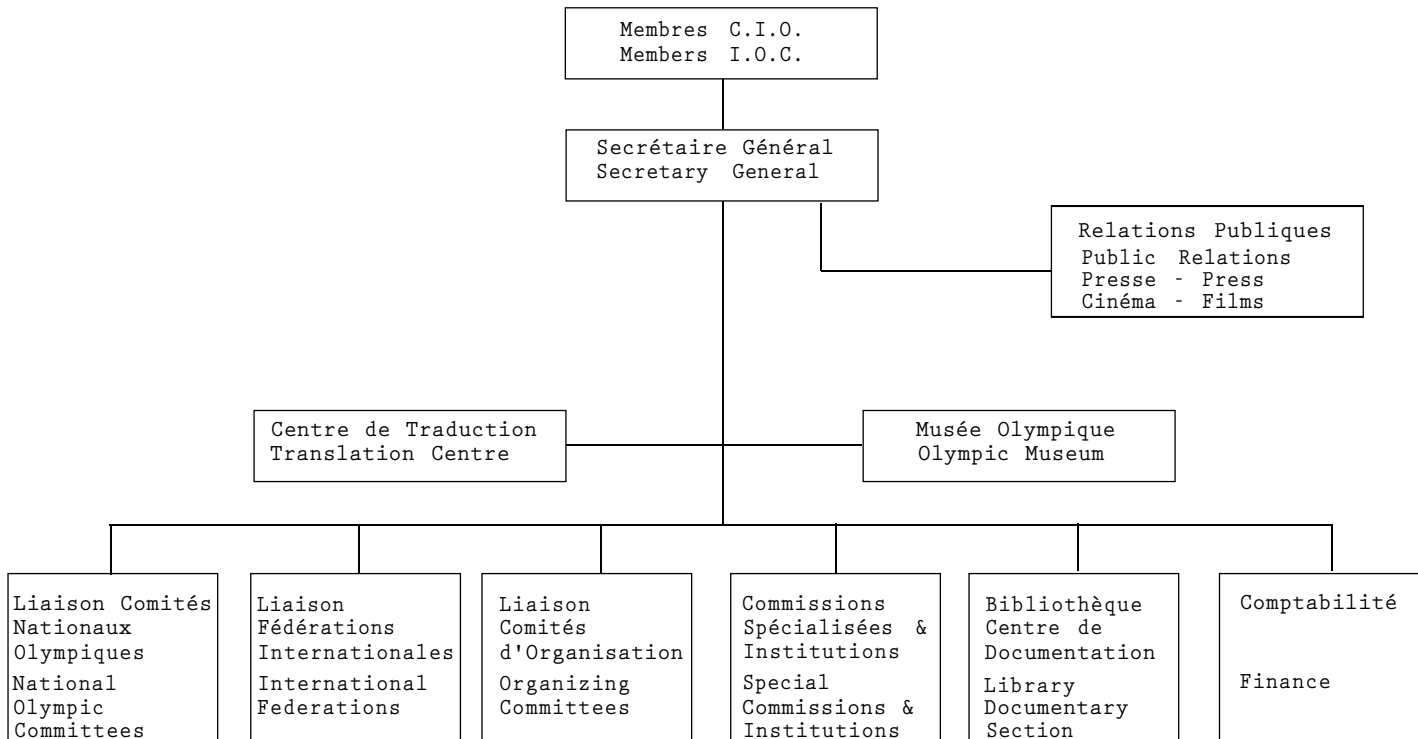 Membres C.I.O.
Members I.O.C.
Secrétaire Général
Secretary General
Relations Publiques
Public Relations
Presse - Press
Cinéma - Films
Centre de Traduction
Translation Centre
Musée Olympique
Olympic Museum
Liaison Comités
Nationaux
Olympiques
National
Olympic
Committees
Liaison
Fédérations
Internationales
International
Federations
Liaison
Comités
d'Organisation
Organizing
Committees
Commissions
Spécialisées &
Institutions
Special
Commissions &
Institutions
Bibliothèque
Centre de
Documentation
Library
Documentary
Section
Comptabilité
Finance